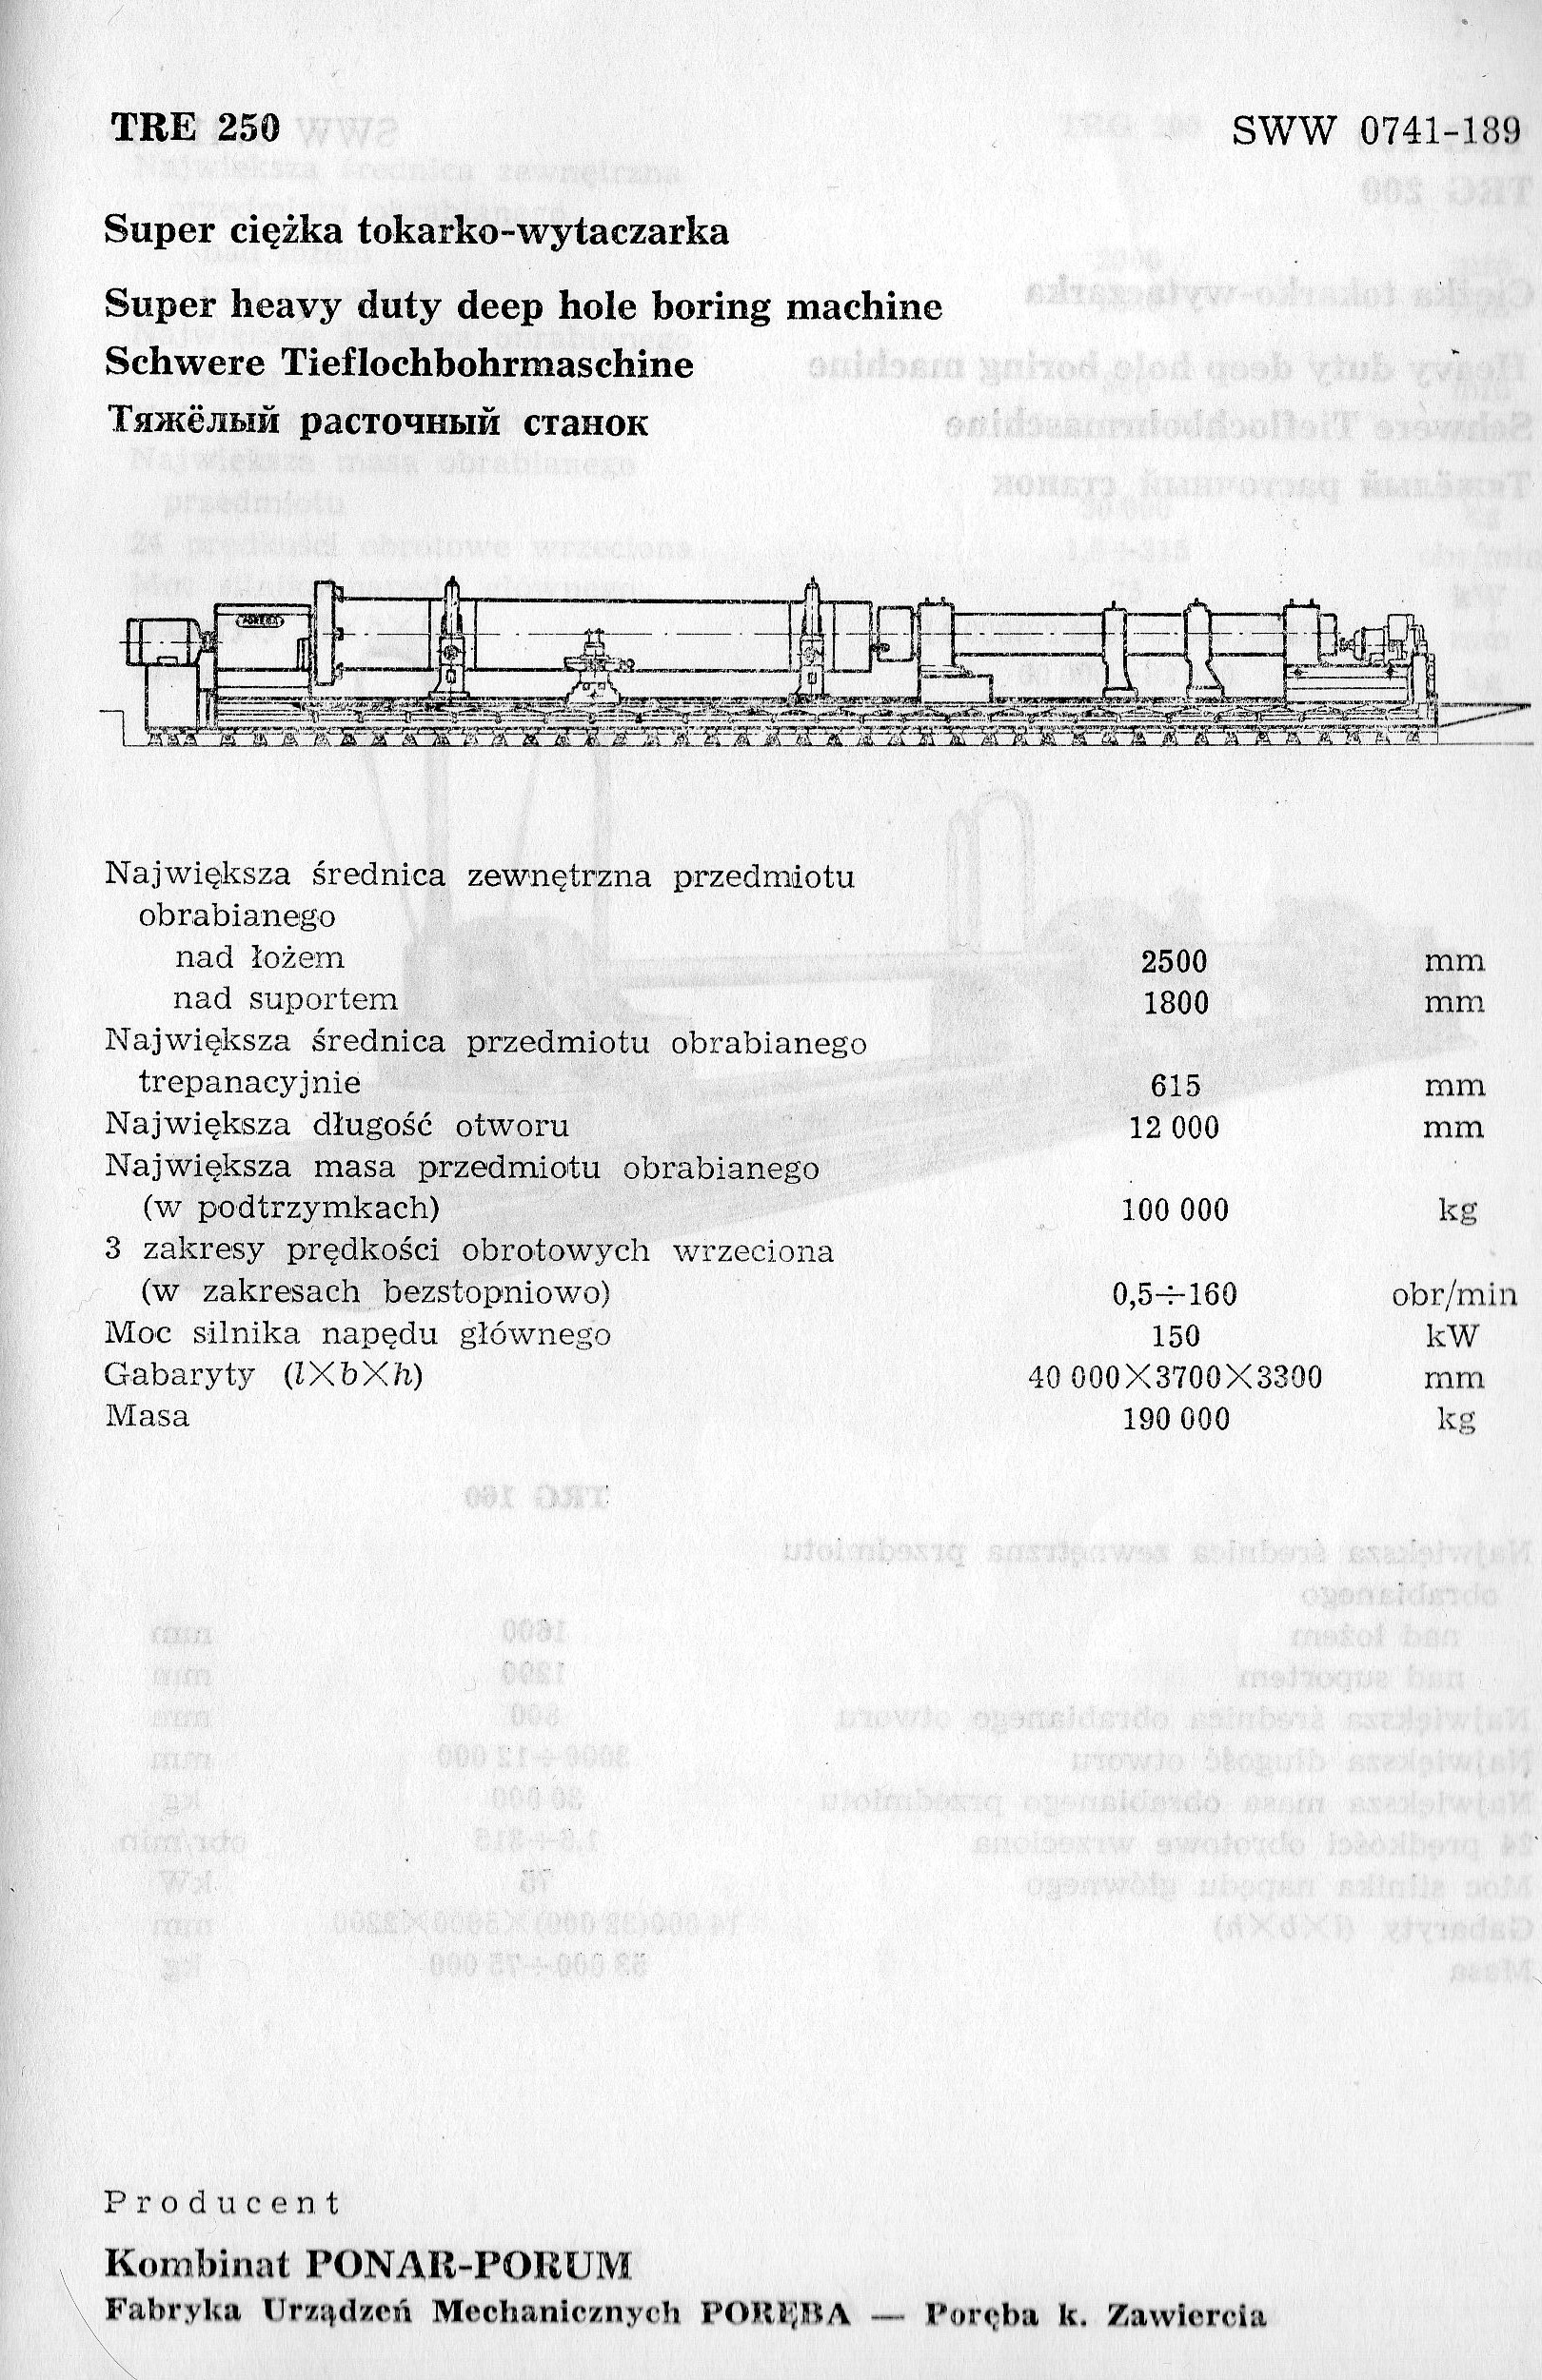 TRE 250 SWW 0741-189
Super ciężka tokarko-wytaczarka
Super heavy duty deep hole boring machine
Schwere Tieflochbohrmaschine
Тяжёлый расточный станок
Największa średnica zewnętrzna przedmiotu
obrabianego
nad łożem 2500 mm
nad suportem 1800 mm
Największa średnica przedmiotu obrabianego
trepanacyjnie 615 mm
Największa długość otworu 12 000 mm
Największa masa przedmiotu obrabianego
(w podtrzymkach) 100 000 kg
3 zakresy prędkości obrotowych wrzeciona
(w zakresach bezstopniowo) 0,5÷160 obr/min
Moc silnika napędu głównego 150 kW
Gabaryty (l×b×h) 40 000×3700×3300 mm
Masa 190 000 kg
Producent
Kombinat PONAR-PORUM
Fabryka Urządzeń Mechanicznych PORĘBA — Poręba k. Zawiercia